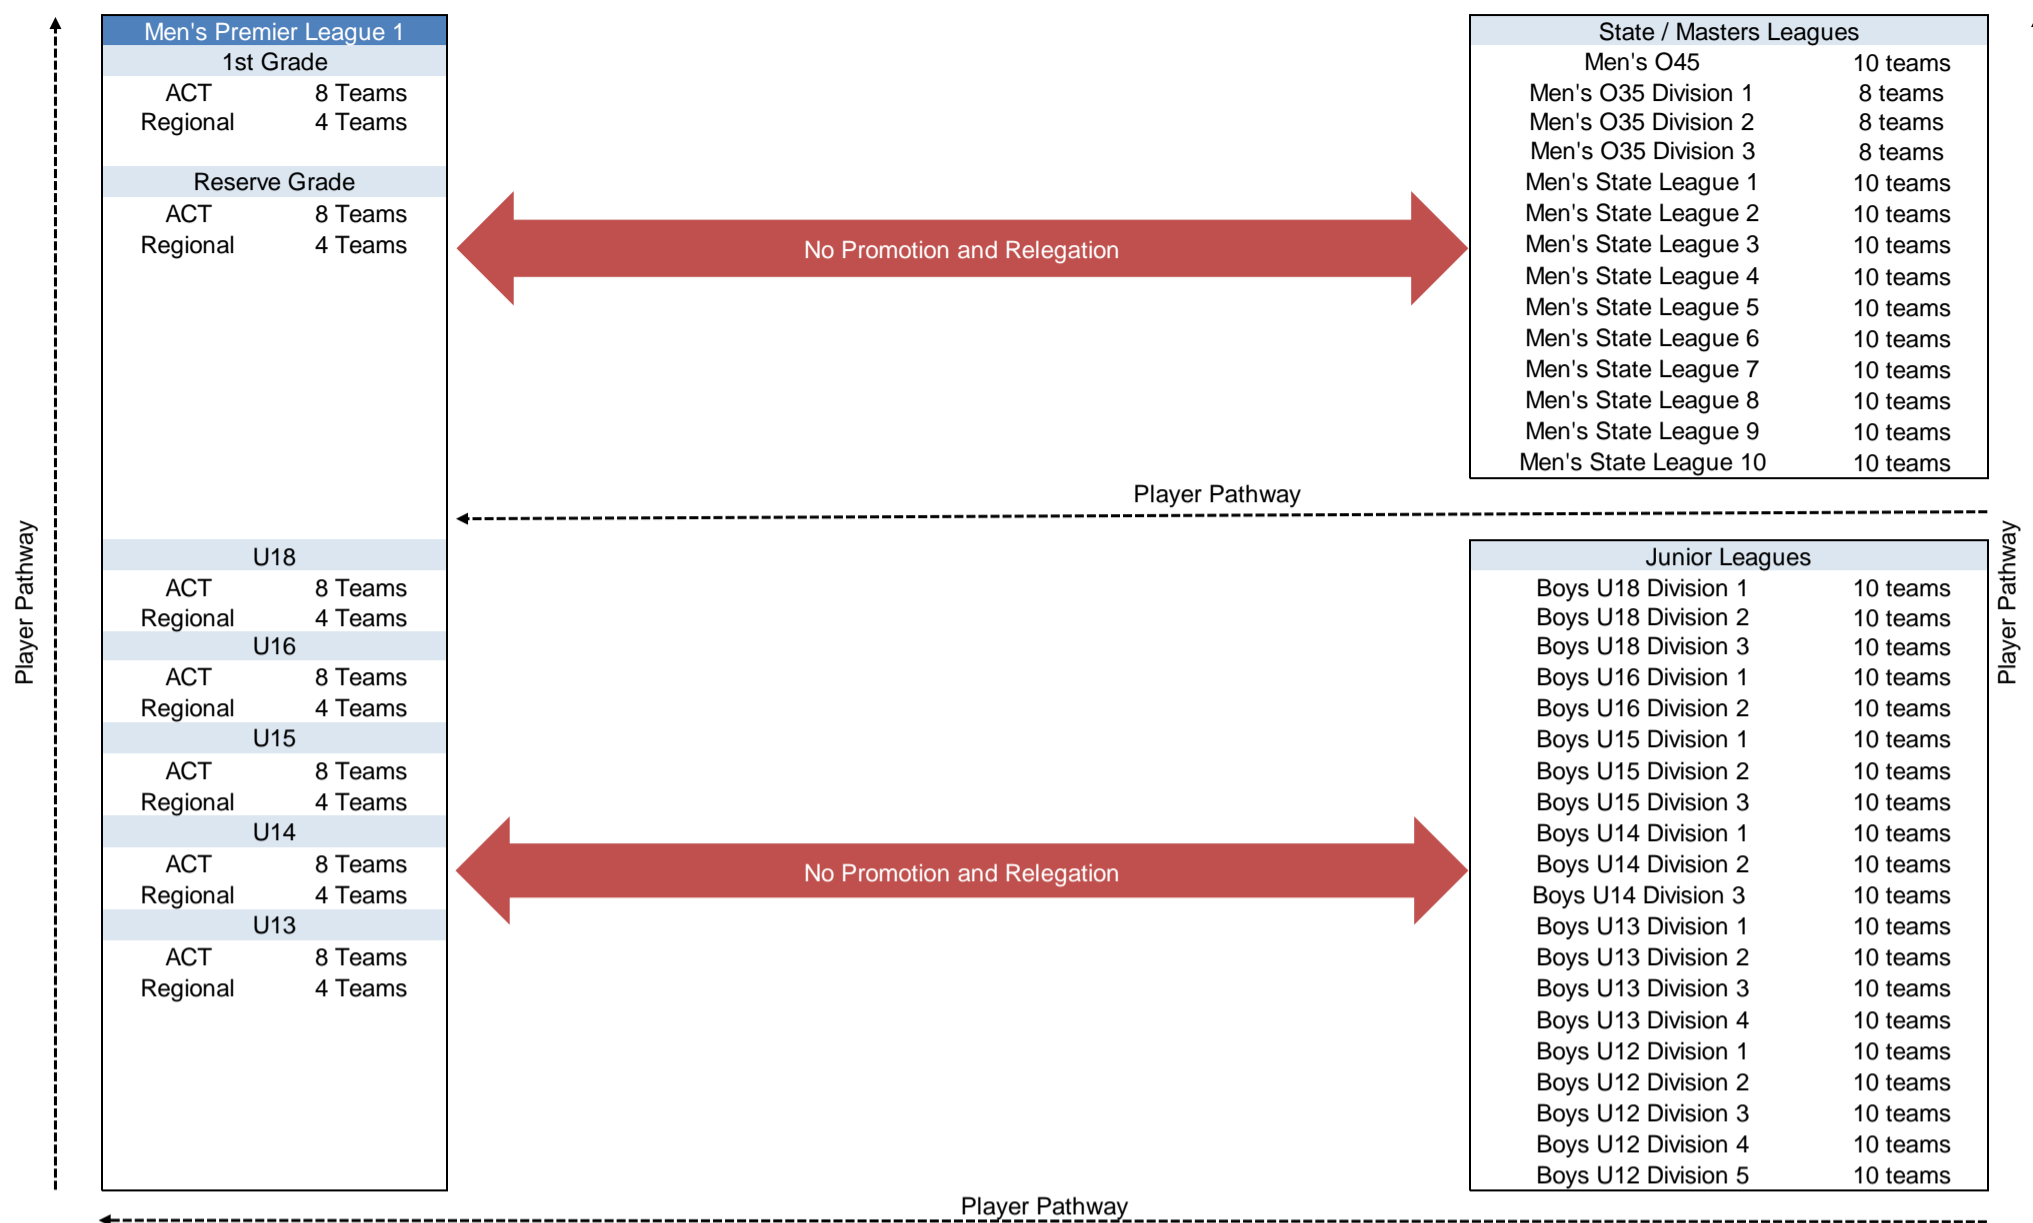 Men's Premier League 1
1st Grade
ACT 8 Teams
Regional 4 Teams
Reserve Grade
ACT 8 Teams
Regional 4 Teams
U18
ACT 8 Teams
Regional 4 Teams
U16
ACT 8 Teams
Regional 4 Teams
U15
ACT 8 Teams
Regional 4 Teams
U14
ACT 8 Teams
Regional 4 Teams
U13
ACT 8 Teams
Regional 4 Teams
Player Pathway
No Promotion and Relegation
Player Pathway
No Promotion and Relegation
Player Pathway
State / Masters Leagues
Men's O45 10 teams
Men's O35 Division 1 8 teams
Men's O35 Division 2 8 teams
Men's O35 Division 3 8 teams
Men's State League 1 10 teams
Men's State League 2 10 teams
Men's State League 3 10 teams
Men's State League 4 10 teams
Men's State League 5 10 teams
Men's State League 6 10 teams
Men's State League 7 10 teams
Men's State League 8 10 teams
Men's State League 9 10 teams
Men's State League 10 10 teams
Junior Leagues
Boys U18 Division 1 10 teams
Boys U18 Division 2 10 teams
Boys U18 Division 3 10 teams
Boys U16 Division 1 10 teams
Boys U16 Division 2 10 teams
Boys U15 Division 1 10 teams
Boys U15 Division 2 10 teams
Boys U15 Division 3 10 teams
Boys U14 Division 1 10 teams
Boys U14 Division 2 10 teams
Boys U14 Division 3 10 teams
Boys U13 Division 1 10 teams
Boys U13 Division 2 10 teams
Boys U13 Division 3 10 teams
Boys U13 Division 4 10 teams
Boys U12 Division 1 10 teams
Boys U12 Division 2 10 teams
Boys U12 Division 3 10 teams
Boys U12 Division 4 10 teams
Boys U12 Division 5 10 teams
Player Pathway